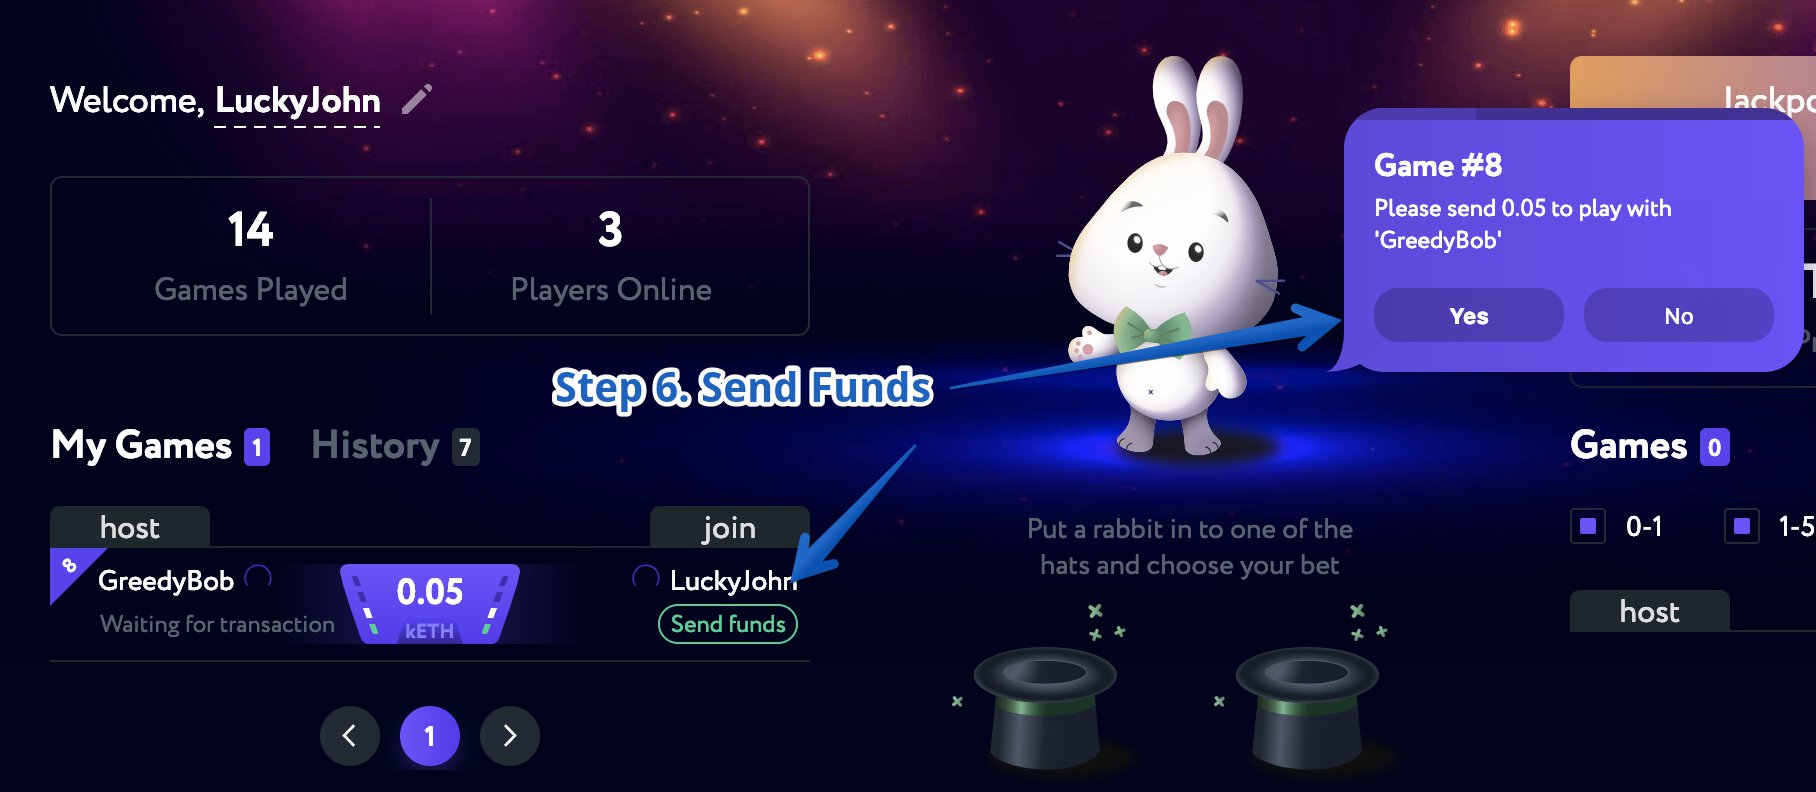 Welcome, LuckyJohn
14
Games Played
3
Players Online
Game #8
Please send 0.05 to play with
'GreedyBob'
Yes
No
Step 6. Send Funds
My Games 1
History 7
host
join
8
GreedyBob
Waiting for transaction
0.05
kETH
LuckyJohn
Send funds
1
Put a rabbit in to one of the
hats and choose your bet
Games 0
0-1
1-5
host